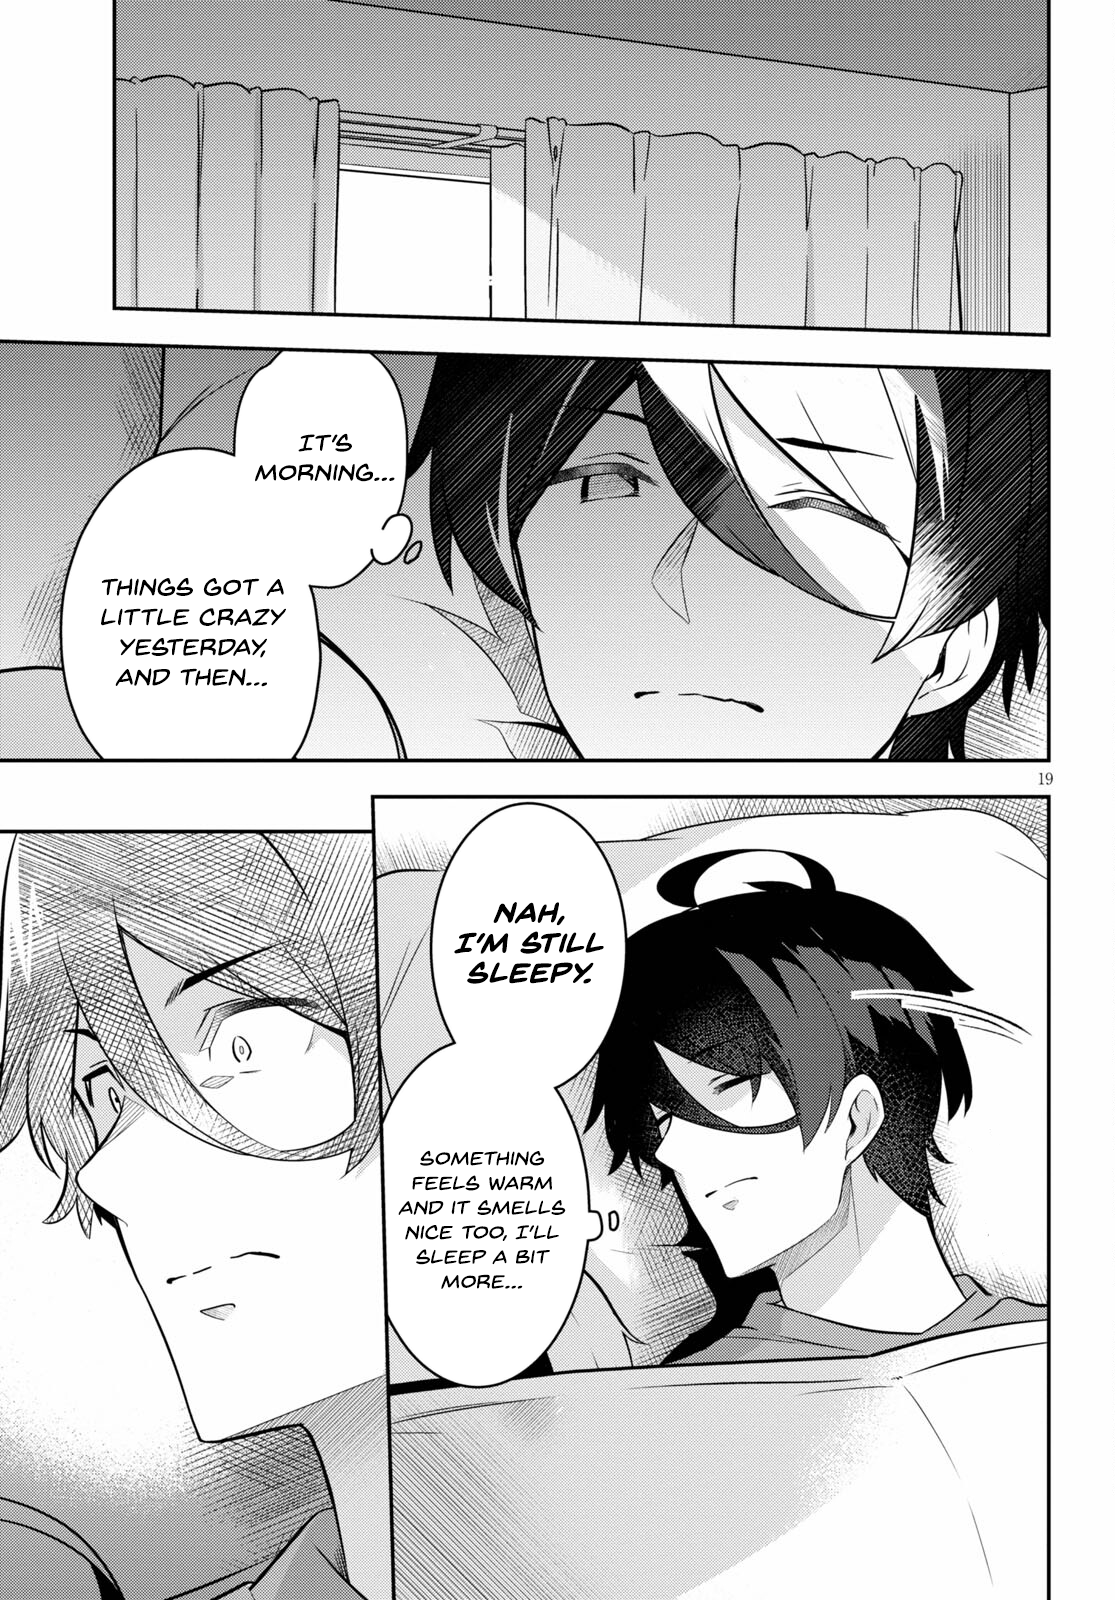 IT'S
MORNING...
THINGS GOT A
LITTLE CRAZY
YESTERDAY,
AND THEN...
19
NAH,
I'M STILL
SLEEPY.
SOMETHING
FEELS WARM
AND IT SMELLS
NICE TOO, I'LL
SLEEP A BIT
MORE...